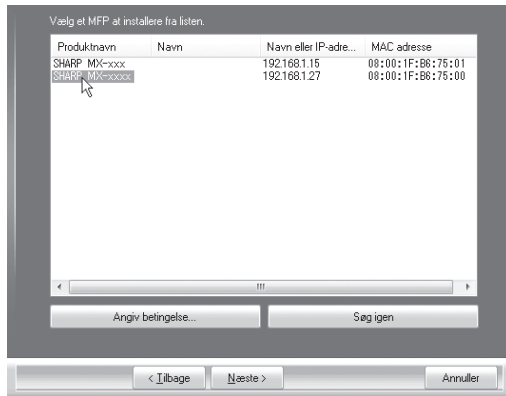 Vælg et MFP at installere fra listen.
Produktnavn Navn Navn eller IP-adre... MAC adresse
SHARP MX-xxx 192.168.1.15 08:00:1F:B6:75:01
SHARP MX-xxxx 192.168.1.27 08:00:1F:B6:75:00
Angiv betingelse... Søg igen
< Tilbage Næste > Annuller